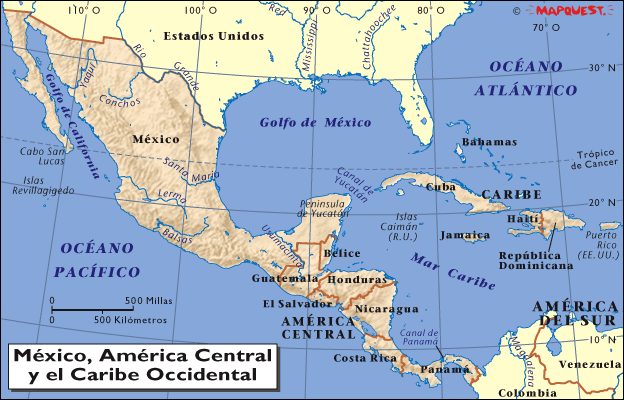 110° 100° 90° 80° © MAPQUEST.
70° O
Estados Unidos
Mississippi
Chattahoochee
Río
Grande
Yaqui
Conchos
Golfo de California
OCÉANO
ATLÁNTICO
30° N
Golfo de México
México
Bahamas
Cabo San
Lucas
Trópico
de Cancer
Santa María
Canal de
Yucatán
Islas
Revillagigedo
Lerma
Cuba
CARIBE
Península
de Yucatán
20° N
Haití
Balsas
Islas
Caimán
(R.U.)
Jamaica
Puerto
Rico
(EE.UU.)
Usumacinta
OCÉANO
PACÍFICO
Belice
República
Dominicana
Mar Caribe
Guatemala
Honduras
0 500 Millas
0 500 Kilómetros
El Salvador
Nicaragua
AMÉRICA
CENTRAL
AMÉRICA
DEL SUR
Canal de
Panamá
10° N
Costa Rica
Panamá
Magdalena
Venezuela
Colombia
México, América Central
y el Caribe Occidental